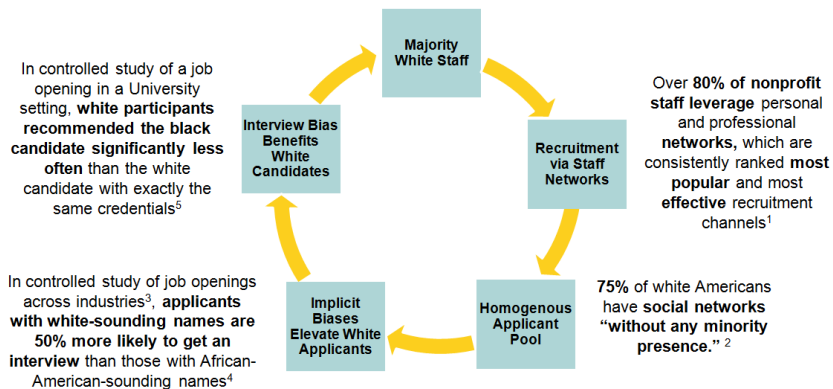 Majority
White Staff
Over 80% of nonprofit
staff leverage personal
and professional
networks, which are
consistently ranked most
popular and most
effective recruitment
channels¹
Recruitment
via Staff
Networks
75% of white Americans
have social networks
“without any minority
presence.” ²
Homogenous
Applicant
Pool
Implicit
Biases
Elevate White
Applicants
In controlled study of job openings
across industries³, applicants
with white-sounding names are
50% more likely to get an
interview than those with African-
American-sounding names⁴
Interview Bias
Benefits
White
Candidates
In controlled study of a job
opening in a University
setting, white participants
recommended the black
candidate significantly less
often than the white
candidate with exactly the
same credentials⁵